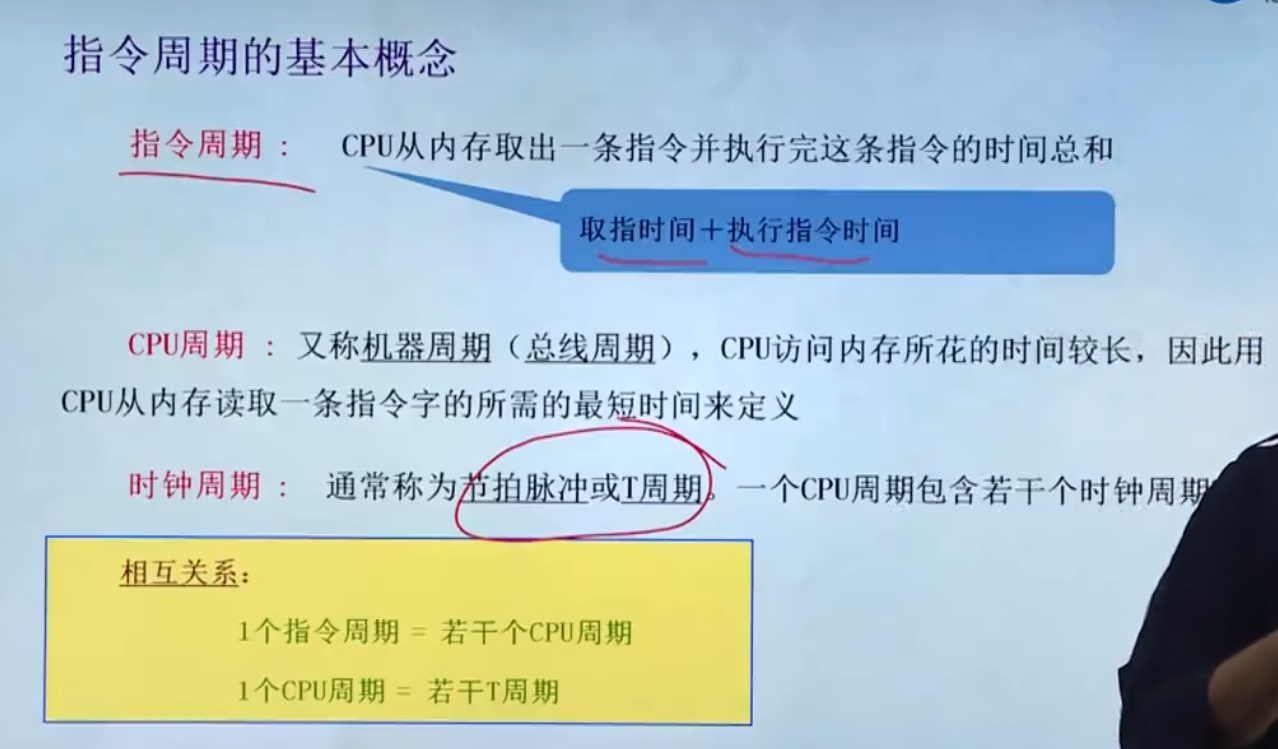 指令周期的基本概念
指令周期： CPU从内存取出一条指令并执行完这条指令的时间总和
取指时间＋执行指令时间
CPU周期 ： 又称机器周期（总线周期），CPU访问内存所花的时间较长，因此用
CPU从内存读取一条指令字的所需的最短时间来定义
时钟周期： 通常称为节拍脉冲或T周期。一个CPU周期包含若干个时钟周期
相互关系：
1个指令周期 = 若干个CPU周期
1个CPU周期 = 若干T周期